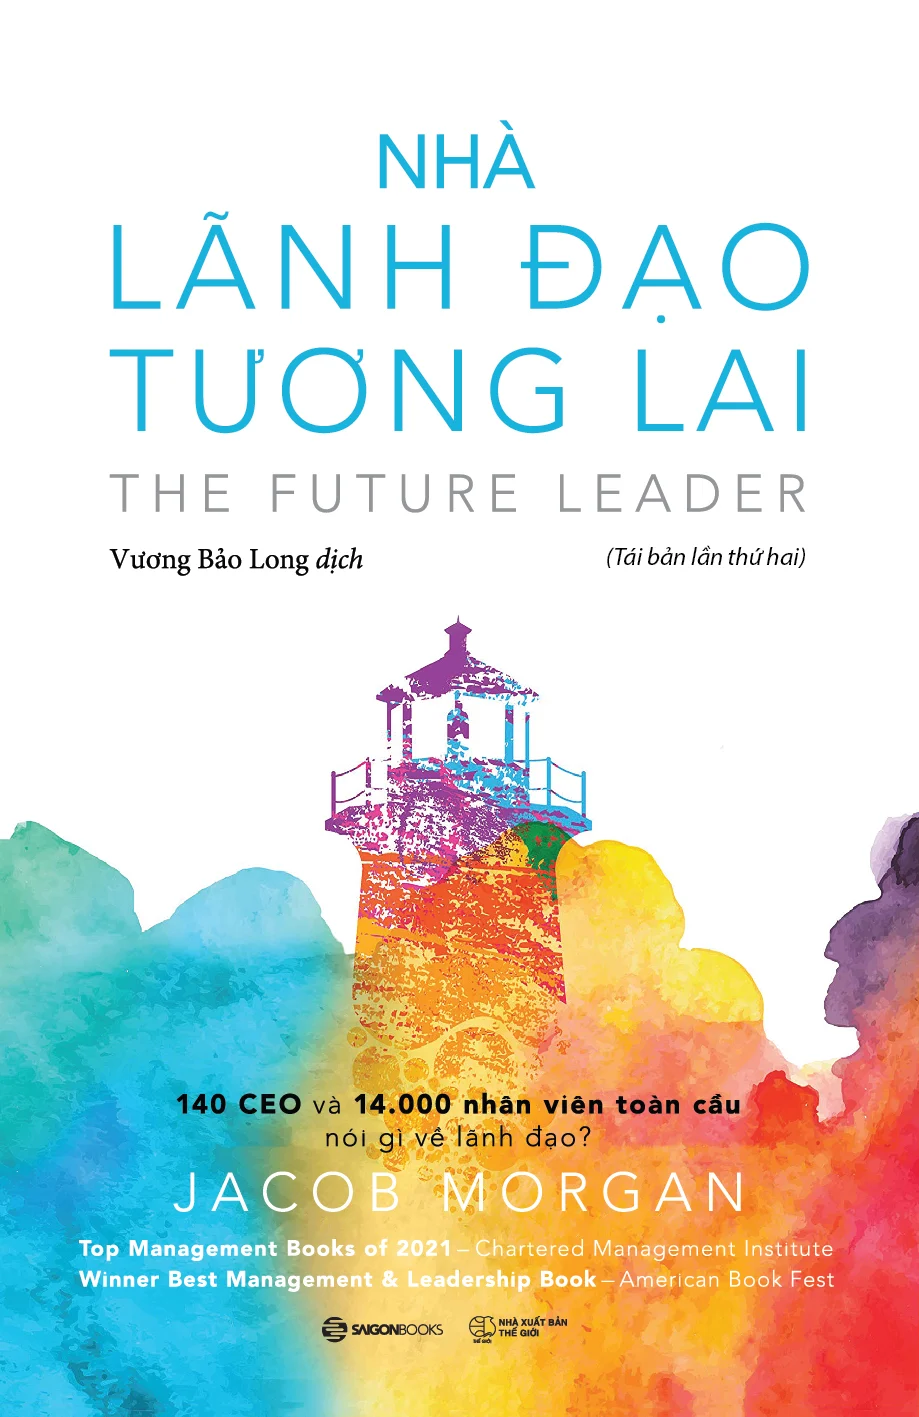 NHÀ
LÃNH ĐẠO
TƯƠNG LAI
THE FUTURE LEADER
Vương Bảo Long dịch
(Tái bản lần thứ hai)
140 CEO và 14.000 nhân viên toàn cầu
nói gì về lãnh đạo?
JACOB MORGAN
Top Management Books of 2021 – Chartered Management Institute
Winner Best Management & Leadership Book – American Book Fest
SAIGONBOOKS
THẾ GIỚI
NHÀ XUẤT BẢN
THẾ GIỚI